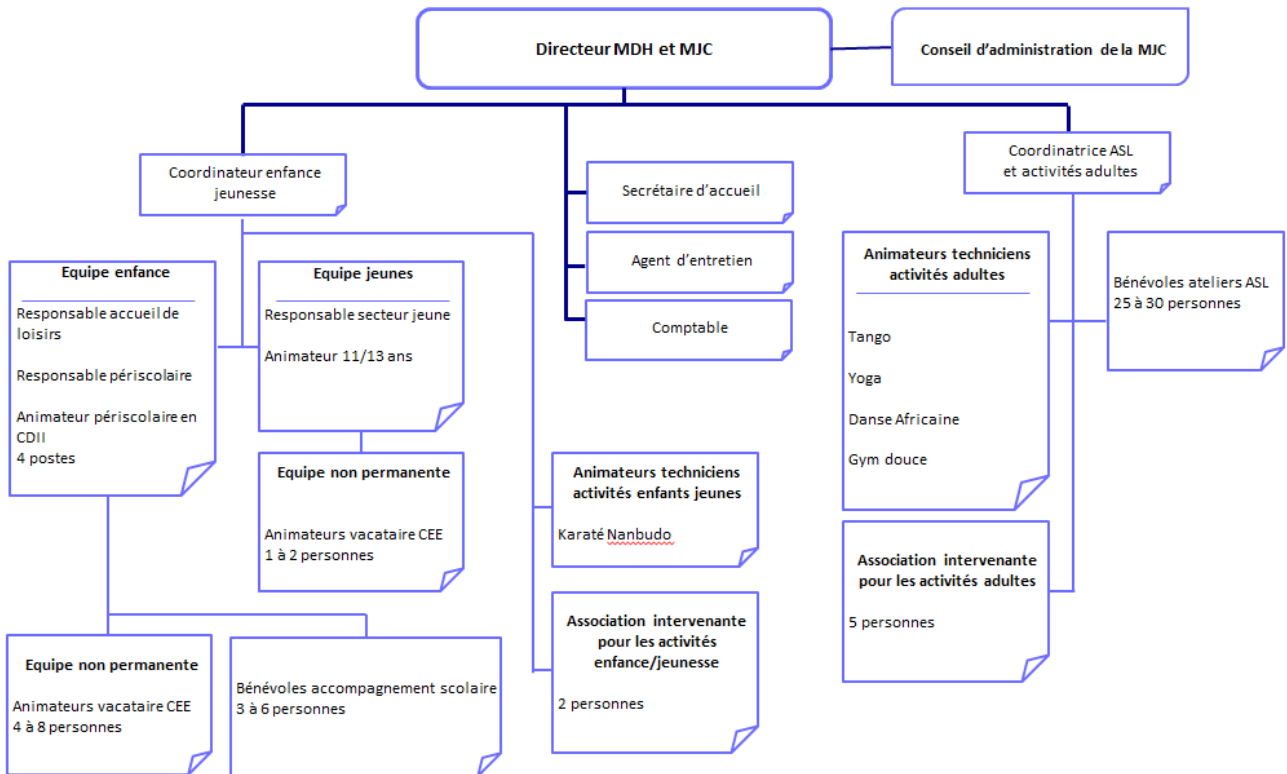 Directeur MDH et MJC
Conseil d'administration de la MJC
Coordinateur enfance
jeunesse
Secrétaire d'accueil
Agent d'entretien
Comptable
Coordinatrice ASL
et activités adultes
Equipe enfance
Responsable accueil de
loisirs
Responsable périscolaire
Animateur périscolaire en
CDII
4 postes
Equipe jeunes
Responsable secteur jeune
Animateur 11/13 ans
Animateurs techniciens
activités adultes
Tango
Yoga
Danse Africaine
Gym douce
Bénévoles ateliers ASL
25 à 30 personnes
Equipe non permanente
Animateurs vacataire CEE
1 à 2 personnes
Animateurs techniciens
activités enfants jeunes
Karaté Nanbudo
Association intervenante
pour les activités adultes
5 personnes
Equipe non permanente
Animateurs vacataire CEE
4 à 8 personnes
Bénévoles accompagnement scolaire
3 à 6 personnes
Association intervenante
pour les activités
enfance/jeunesse
2 personnes